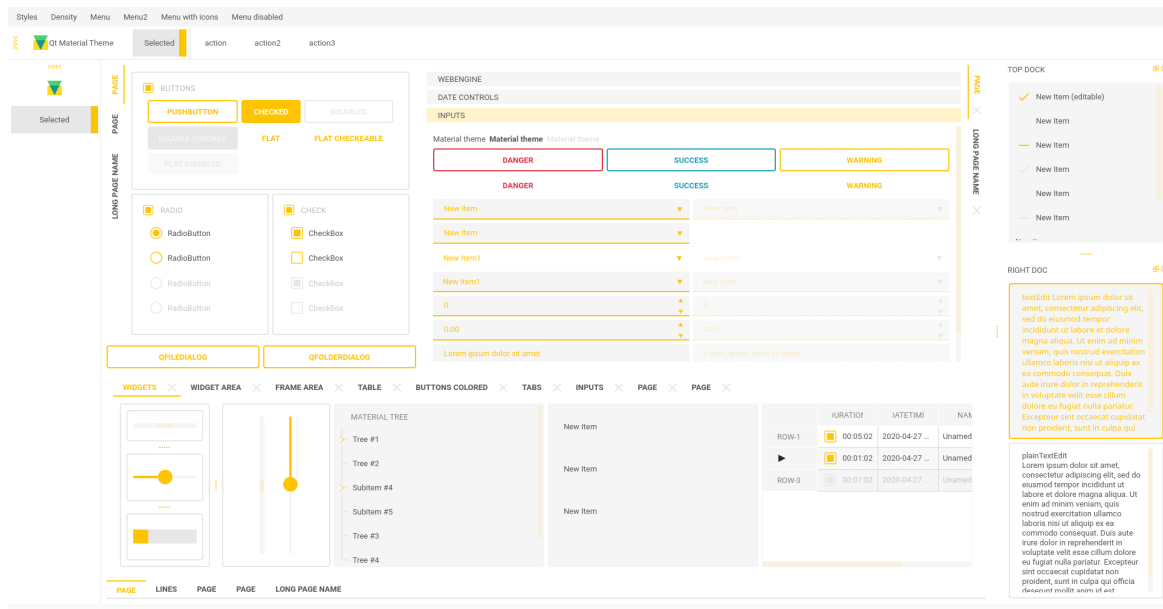 Styles Density Menu Menu2 Menu with icons Menu disabled
Qt Material Theme Selected action action2 action3
Selected
PAGE
PAGE
LONG PAGE NAME
BUTTONS
PUSHBUTTON CHECKED DISABLED
DISABLE CHECKED FLAT FLAT CHECKEABLE
FLAT DISABLED
RADIO
RadioButton
RadioButton
RadioButton
RadioButton
CHECK
CheckBox
CheckBox
CheckBox
CheckBox
QFILEDIALOG QFOLDERDIALOG
WEBENGINE
DATE CONTROLS
INPUTS
Material theme Material theme Material theme
DANGER SUCCESS WARNING
DANGER SUCCESS WARNING
New Item New Item
New Item
New Item1 New Item1
New Item1 New Item
0 0
0.00 0.00
Lorem ipsum dolor sit amet Lorem ipsum dolor sit amet
PAGE
LONG PAGE NAME
TOP DOCK
New Item (editable)
New Item
New Item
New Item
New Item
New Item
RIGHT DOC
textEdit Lorem ipsum dolor sit
amet, consectetur adipiscing elit,
sed do eiusmod tempor
incididunt ut labore et dolore
magna aliqua. Ut enim ad minim
veniam, quis nostrud exercitation
ullamco laboris nisi ut aliquip ex
ea commodo consequat. Duis
aute irure dolor in reprehenderit
in voluptate velit esse cillum
dolore eu fugiat nulla pariatur.
Excepteur sint occaecat cupidatat
non proident, sunt in culpa qui
plainTextEdit
Lorem ipsum dolor sit amet,
consectetur adipiscing elit, sed do
eiusmod tempor incididunt ut
labore et dolore magna aliqua. Ut
enim ad minim veniam, quis
nostrud exercitation ullamco
laboris nisi ut aliquip ex ea
commodo consequat. Duis aute
irure dolor in reprehenderit in
voluptate velit esse cillum dolore
eu fugiat nulla pariatur. Excepteur
sint occaecat cupidatat non
proident, sunt in culpa qui officia
deserunt mollit anim id est
WIDGETS WIDGET AREA FRAME AREA TABLE BUTTONS COLORED TABS INPUTS PAGE PAGE
MATERIAL TREE
Tree #1
Tree #2
Subitem #4
Subitem #5
Tree #3
Tree #4
New Item
New Item
New Item
URATION ATETIMI NAM
ROW-1 00:05:02 2020-04-27 ... Unamed
00:01:02 2020-04-27 ... Unamed
ROW-3 00:07:02 2020-04-27 ... Unamed
PAGE LINES PAGE PAGE LONG PAGE NAME